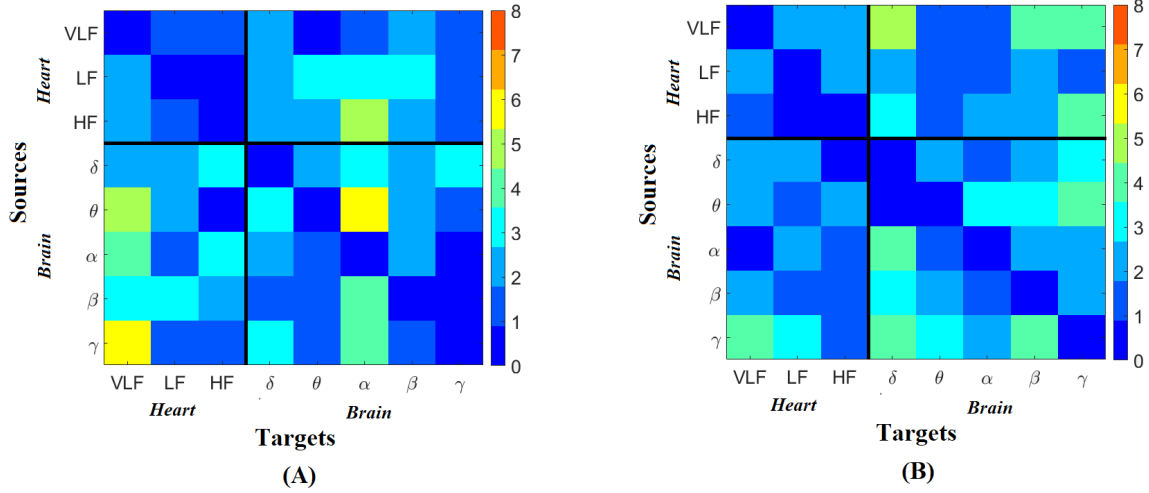 VLF
LF
HF
δ
θ
α
β
γ
Heart
Brain
Sources
VLF LF HF δ θ α β γ
Heart Brain
Targets
(A)
8
7
6
5
4
3
2
1
0
VLF
LF
HF
δ
θ
α
β
γ
Heart
Brain
Sources
VLF LF HF δ θ α β γ
Heart Brain
Targets
(B)
8
7
6
5
4
3
2
1
0